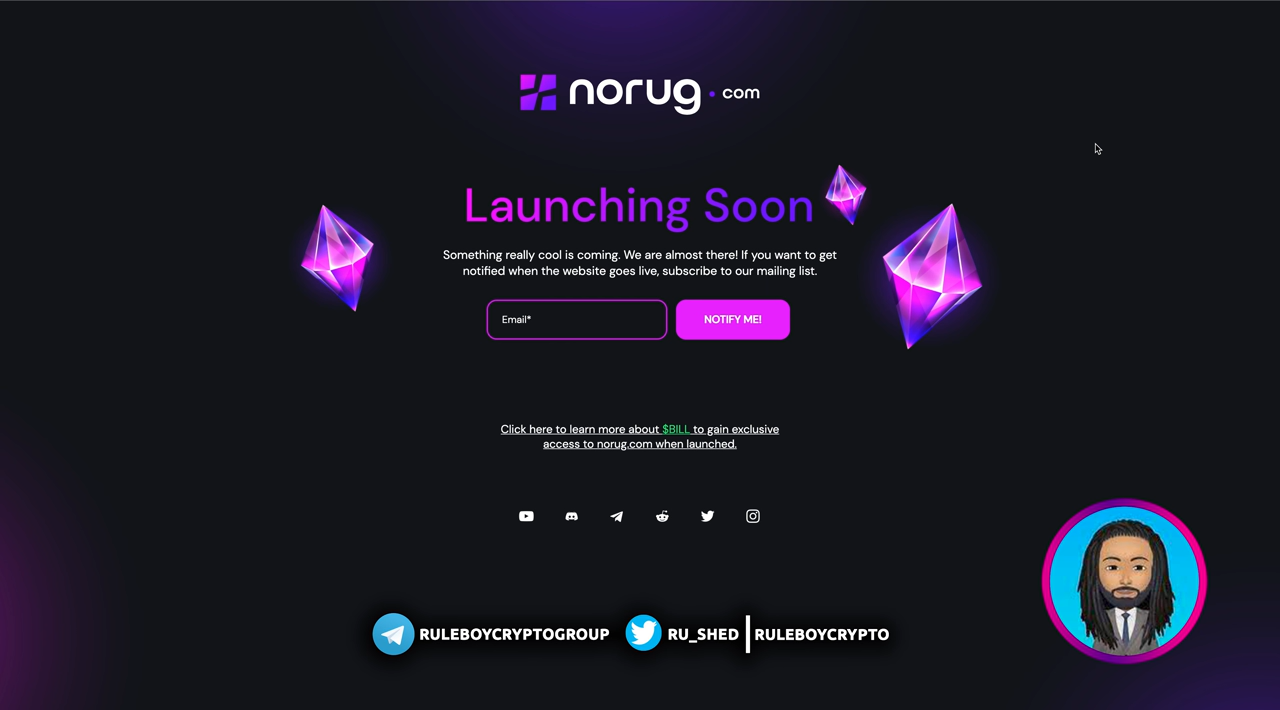 norug.com
Launching Soon
Something really cool is coming. We are almost there! If you want to get
notified when the website goes live, subscribe to our mailing list.
Email*
NOTIFY ME!
Click here to learn more about $BILL to gain exclusive
access to norug.com when launched.
RULEBOYCRYPTOGROUP RU_SHED RULEBOYCRYPTO